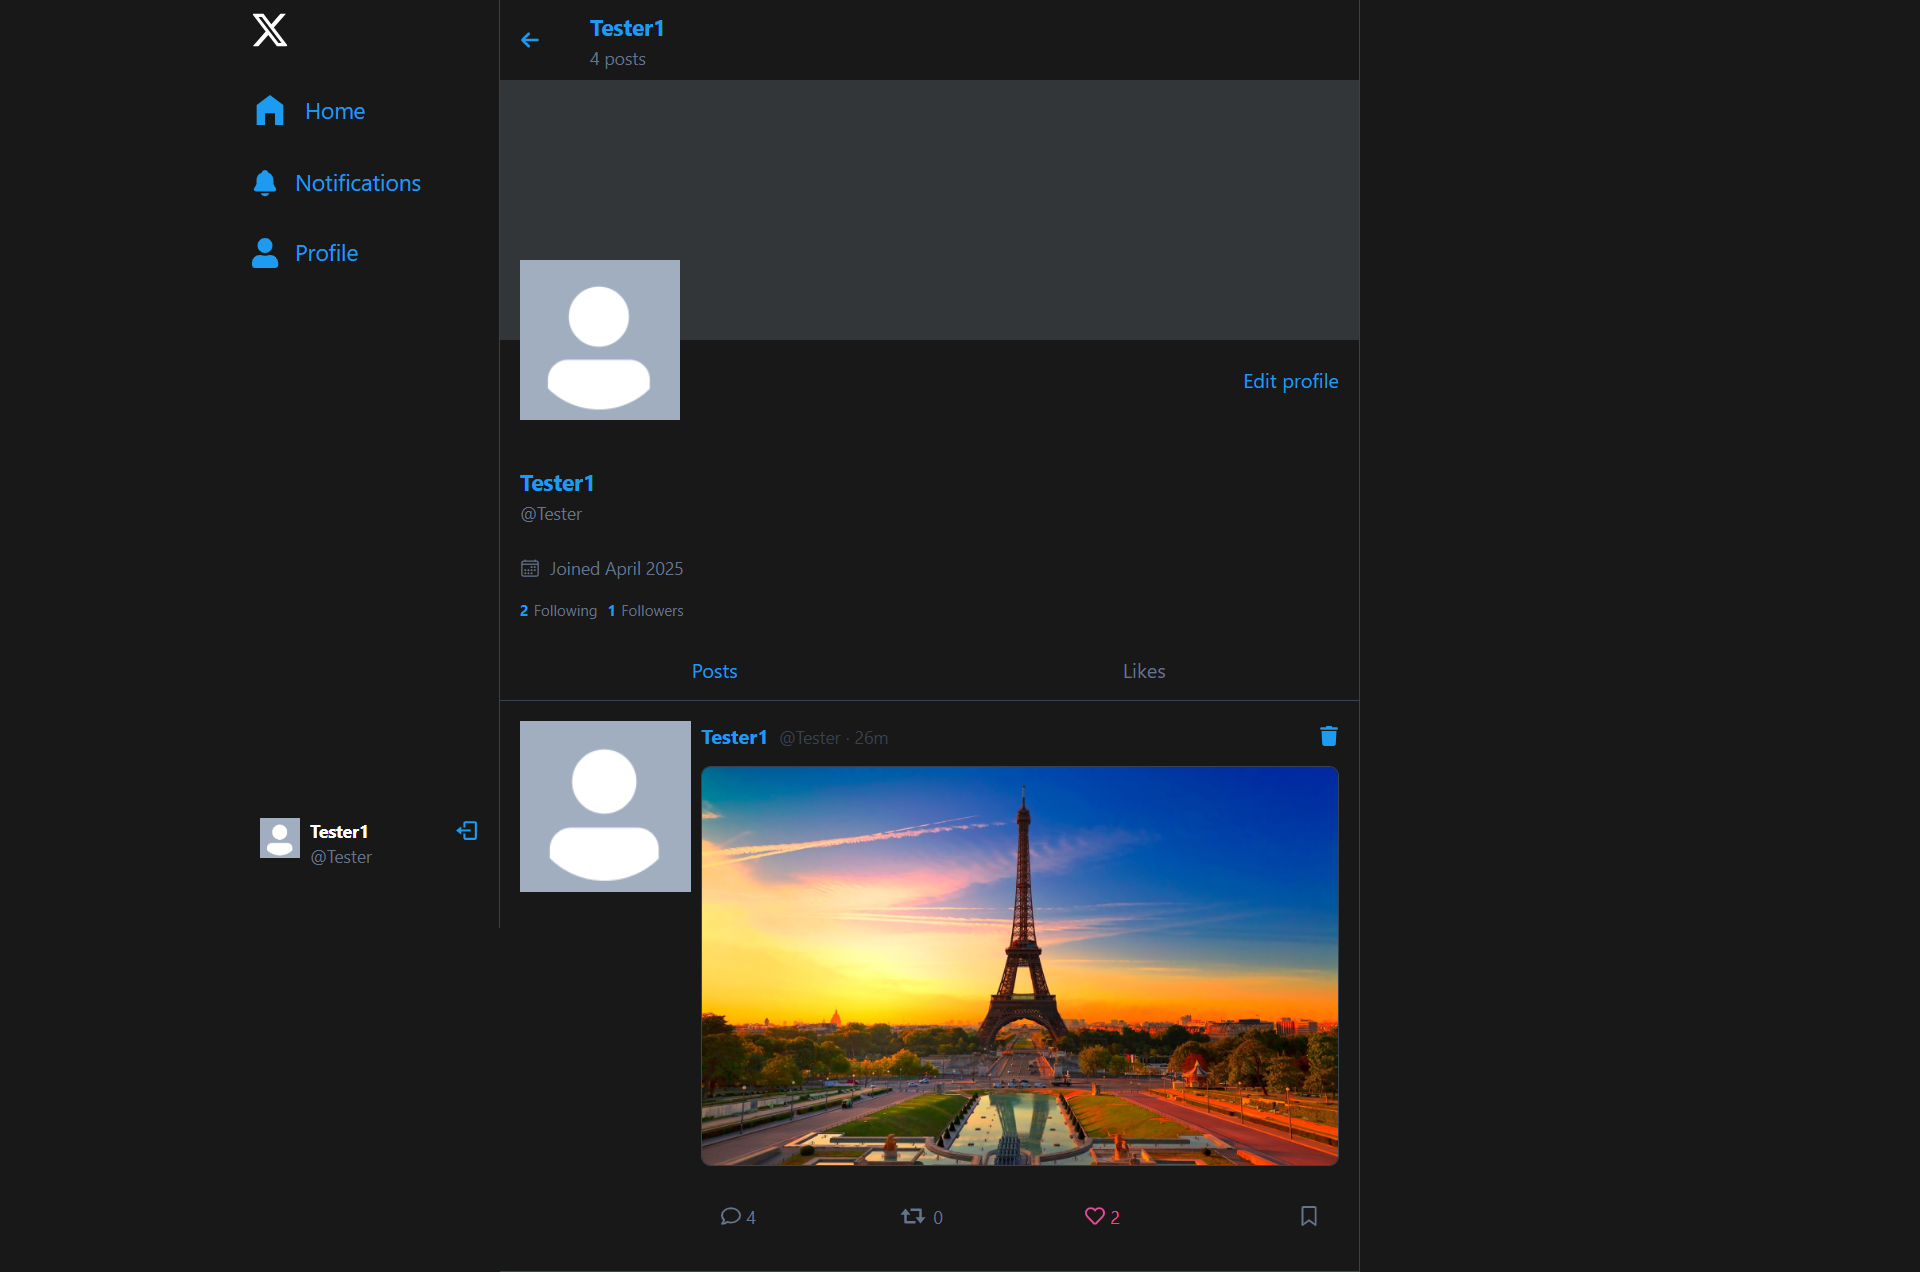 Home
Notifications
Profile
Tester1
@Tester
Tester1
4 posts
Edit profile
Tester1
@Tester
Joined April 2025
2 Following 1 Followers
Posts Likes
Tester1 @Tester · 26m
4 0 2